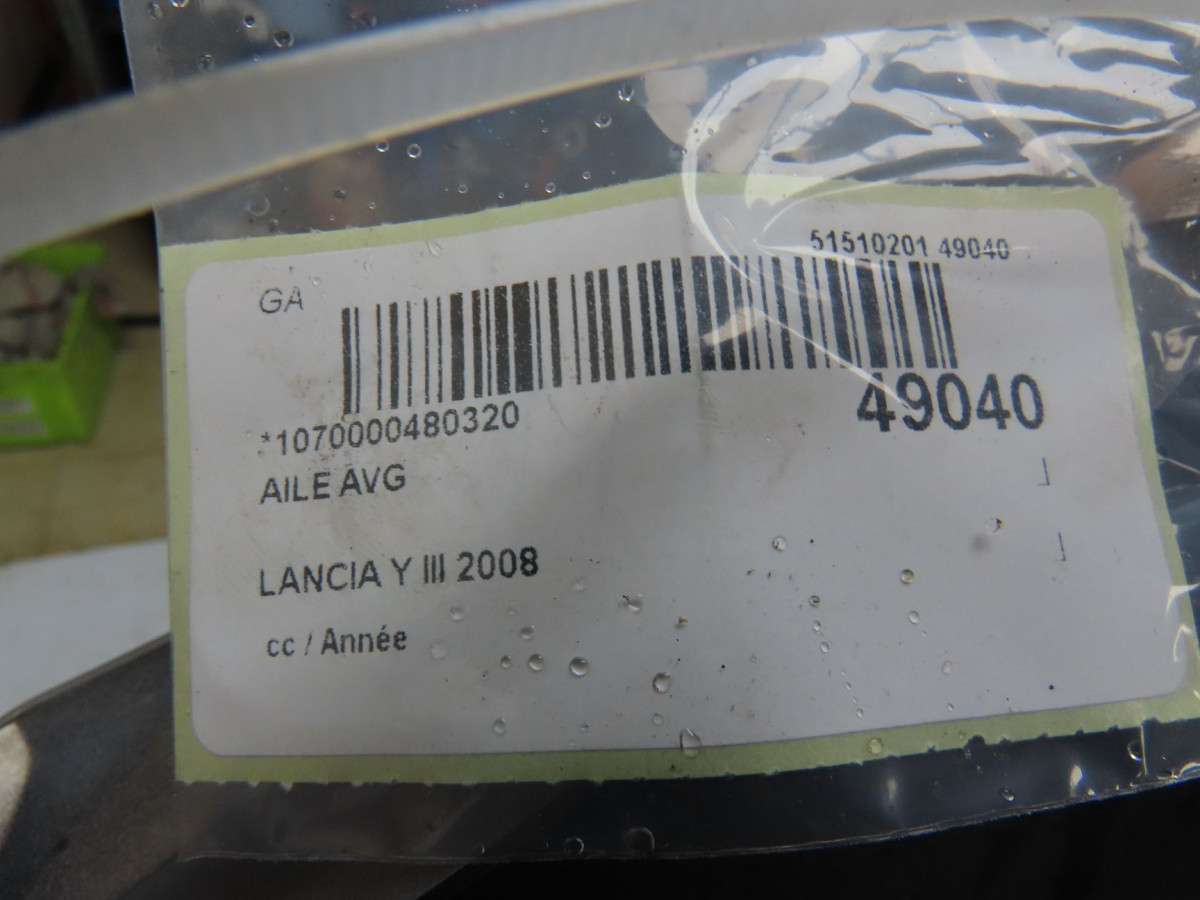 51510201 49040
GA
*1070000480320
49040
AILE AVG
LANCIA Y III 2008
cc / Année